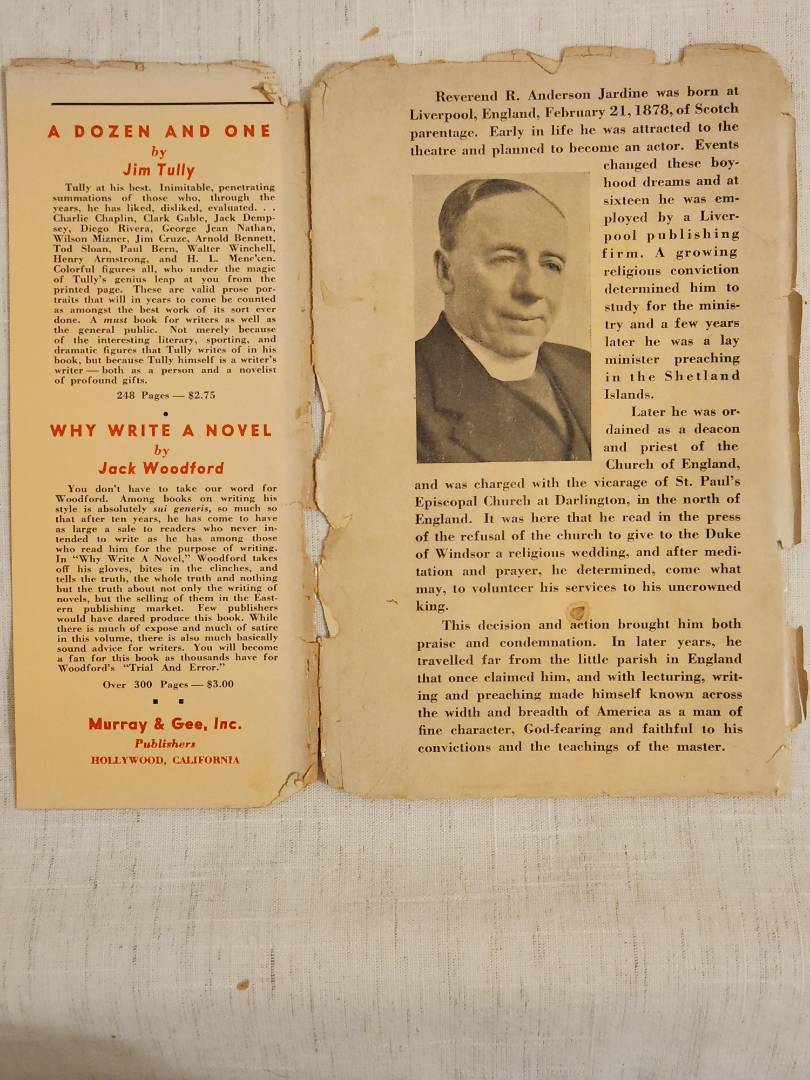 A DOZEN AND ONE
by
Jim Tully
Tully at his best. Inimitable, penetrating
summations of those who, through the
years, he has liked, disliked, evaluated. . .
Charlie Chaplin, Clark Gable, Jack Demp-
sey, Diego Rivera, George Jean Nathan,
Wilson Mizner, Jim Cruze, Arnold Bennett,
Tod Sloan, Paul Bern, Walter Winchell,
Henry Armstrong, and H. L. Mene'cen.
Colorful figures all, who under the magic
of Tully's genius leap at you from the
printed page. These are valid prose por-
traits that will in years to come be counted
as amongst the best work of its sort ever
done. A must book for writers as well as
the general public. Not merely because
of the interesting literary, sporting, and
dramatic figures that Tully writes of in his
book, but because Tully himself is a writer's
writer — both as a person and a novelist
of profound gifts.
248 Pages — $2.75
WHY WRITE A NOVEL
by
Jack Woodford
You don't have to take our word for
Woodford. Among books on writing his
style is absolutely sui generis, so much so
that after ten years, he has come to have
as large a sale to readers who never in-
tended to write as he has among those
who read him for the purpose of writing.
In "Why Write A Novel," Woodford takes
off his gloves, bites in the clinches, and
tells the truth, the whole truth and nothing
but the truth about not only the writing of
novels, but the selling of them in the East-
ern publishing market. Few publishers
would have dared produce this book. While
there is much of expose and much of satire
in this volume, there is also much basically
sound advice for writers. You will become
a fan for this book as thousands have for
Woodford's "Trial And Error."
Over 300 Pages — $3.00
Murray & Gee, Inc.
Publishers
HOLLYWOOD, CALIFORNIA
Reverend R. Anderson Jardine was born at
Liverpool, England, February 21, 1878, of Scotch
parentage. Early in life he was attracted to the
theatre and planned to become an actor. Events
changed these boy-
hood dreams and at
sixteen he was em-
ployed by a Liver-
pool publishing
firm. A growing
religious conviction
determined him to
study for the minis-
try and a few years
later he was a lay
minister preaching
in the Shetland
Islands.
Later he was or-
dained as a deacon
and priest of the
Church of England,
and was charged with the vicarage of St. Paul's
Episcopal Church at Darlington, in the north of
England. It was here that he read in the press
of the refusal of the church to give to the Duke
of Windsor a religious wedding, and after medi-
tation and prayer, he determined, come what
may, to volunteer his services to his uncrowned
king.
This decision and action brought him both
praise and condemnation. In later years, he
travelled far from the little parish in England
that once claimed him, and with lecturing, writ-
ing and preaching made himself known across
the width and breadth of America as a man of
fine character, God-fearing and faithful to his
convictions and the teachings of the master.